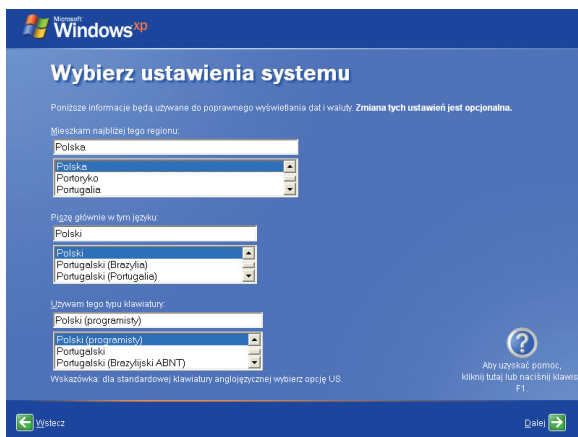 Microsoft
Windows xp
Wybierz ustawienia systemu
Poniższe informacje będą używane do poprawnego wyświetlania dat i waluty. Zmiana tych ustawień jest opcjonalna.
Mieszkam najbliżej tego regionu:
Polska
Polska
Portoryko
Portugalia
Piszę głównie w tym języku:
Polski
Polski
Portugalski (Brazylia)
Portugalski (Portugalia)
Używam tego typu klawiatury:
Polski (programisty)
Polski (programisty)
Portugalski
Portugalski (Brazylijski ABNT)
Wskazówka: dla standardowej klawiatury anglojęzycznej wybierz opcję US.
?
Aby uzyskać pomoc,
kliknij tutaj lub naciśnij klawis
F1.
Wstecz
Dalej